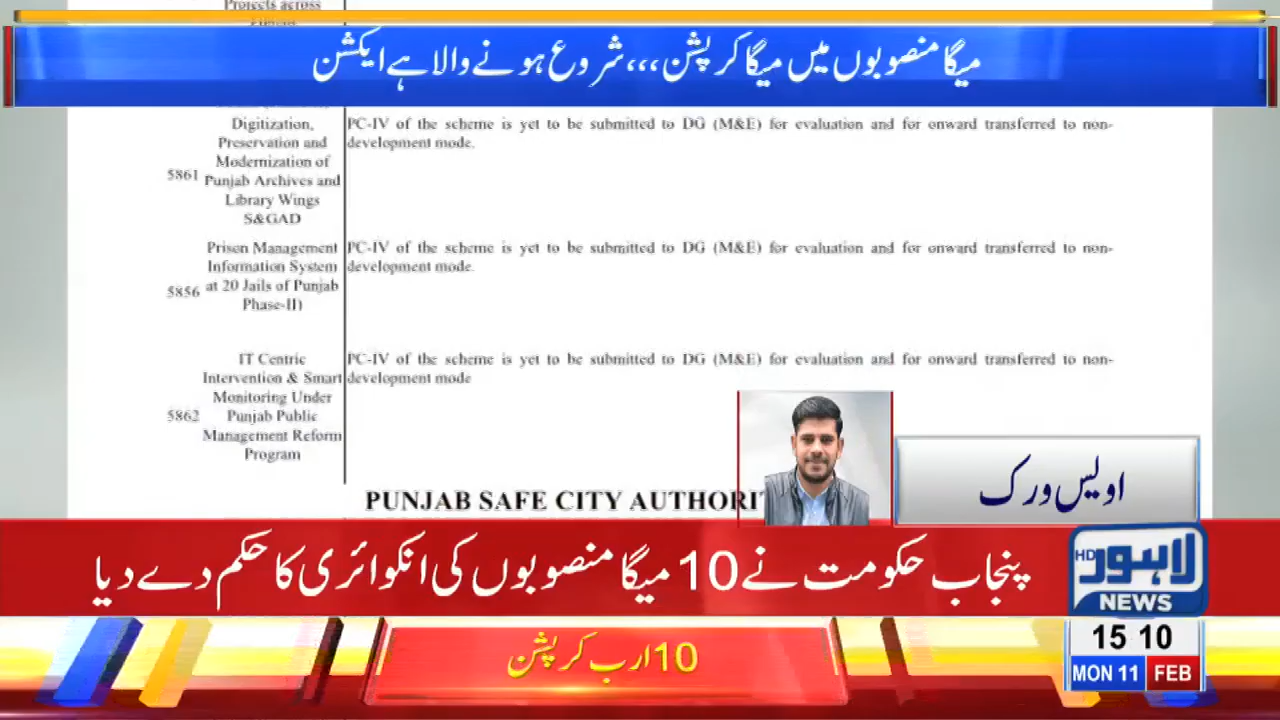 Projects across
میگا منصوبوں میں میگا کرپشن،،،شروع ہونے والا ہے ایکشن
Digitization,
Preservation and
Modernization of
Punjab Archives and
Library Wings
S&GAD
5861
PC-IV of the scheme is yet to be submitted to DG (M&E) for evaluation and for onward transferred to non-
development mode.
Prison Management
Information System
at 20 Jails of Punjab
Phase-II)
5856
PC-IV of the scheme is yet to be submitted to DG (M&E) for evaluation and for onward transferred to non-
development mode.
IT Centric
Intervention & Smart
Monitoring Under
Punjab Public
Management Reform
Program
5862
PC-IV of the scheme is yet to be submitted to DG (M&E) for evaluation and for onward transferred to non-
development mode
PUNJAB SAFE CITY
اویس ورک
پنجاب حکومت نے 10 میگا منصوبوں کی انکوائری کا حکم دے دیا
لاہور HD
NEWS
10 ارب کرپشن
15 10
MON 11 FEB